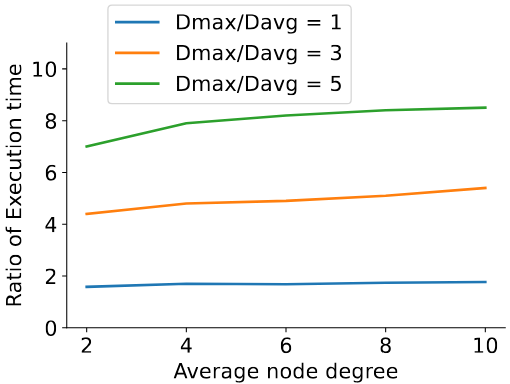 Dmax/Davg = 1
Dmax/Davg = 3
Dmax/Davg = 5
Ratio of Execution time
10
8
6
4
2
0
2 4 6 8 10
Average node degree